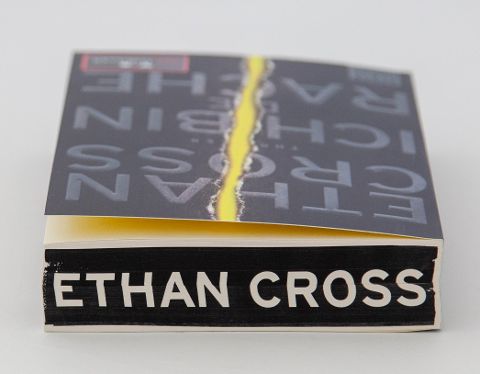 ETHAN CROSS
ETHAN
CROSS
ICH BIN
RACHE